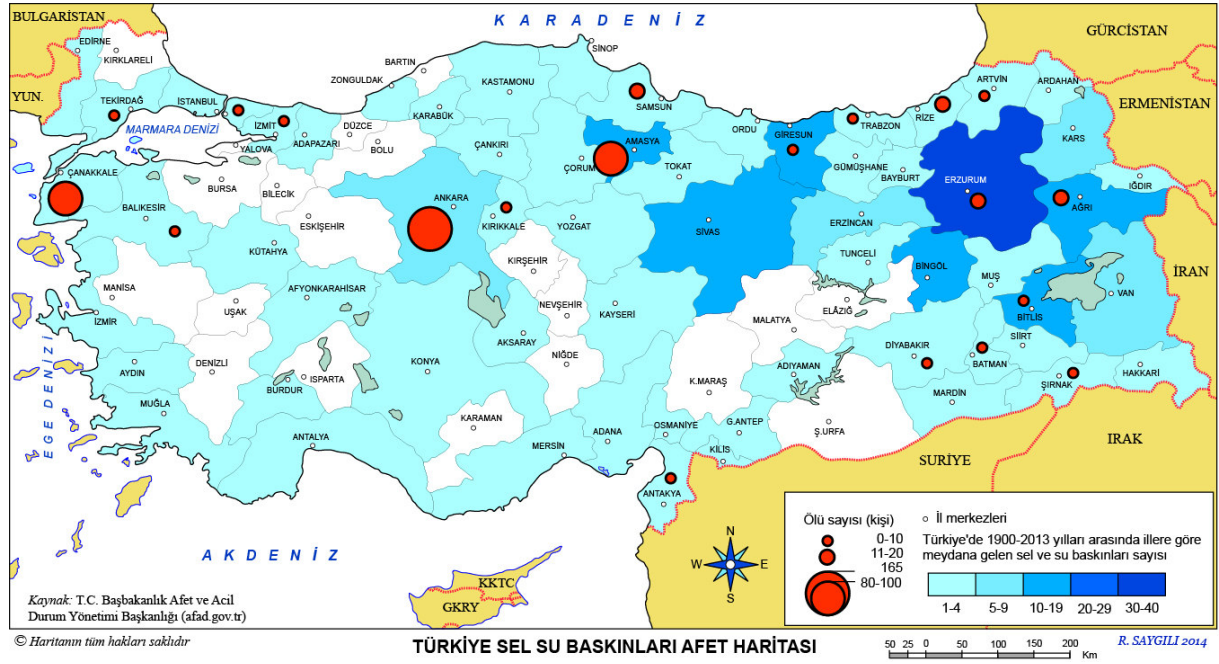 BULGARİSTAN
K A R A D E N İ Z
GÜRCİSTAN
EDİRNE
KIRKLARELİ
SİNOP
BARTIN
ZONGULDAK
KASTAMONU
ARTVİN
ARDAHAN
YUN.
TEKİRDAĞ
İSTANBUL
KARABÜK
SAMSUN
ERMENİSTAN
MARMARA DENİZİ
İZMİT
ADAPAZARI
DÜZCE
ORDU
GİRESUN
TRABZON
RİZE
KARS
YALOVA
BOLU
ÇANKIRI
AMASYA
ÇORUM
TOKAT
GÜMÜŞHANE
BAYBURT
ÇANAKKALE
BURSA
BİLECİK
ERZURUM
IĞDIR
BALIKESİR
ANKARA
KIRIKKALE
AĞRI
ESKİŞEHİR
YOZGAT
SİVAS
ERZİNCAN
KÜTAHYA
TUNCELİ
İRAN
KIRŞEHİR
BİNGÖL
MUŞ
MANİSA
AFYONKARAHİSAR
NEVŞEHİR
KAYSERİ
VAN
İZMİR
UŞAK
ELÂZIĞ
MALATYA
BİTLİS
AKSARAY
SİİRT
DİYABAKIR
BATMAN
DENİZLİ
KONYA
NİĞDE
AYDIN
ISPARTA
BURDUR
K.MARAŞ
ADIYAMAN
ŞIRNAK
HAKKARİ
MARDİN
MUĞLA
KARAMAN
EGE DENİZİ
ANTALYA
MERSİN
ADANA
OSMANİYE
G.ANTEP
Ş.URFA
KİLİS
IRAK
SURİYE
ANTAKYA
A K D E N İ Z
N
W
E
S
KKTC
GKRY
Ölü sayısı (kişi)
0-10
11-20
165
80-100
İl merkezleri
Türkiye'de 1900-2013 yılları arasında illere göre
meydana gelen sel ve su baskınları sayısı
1-4 5-9 10-19 20-29 30-40
Kaynak: T.C. Başbakanlık Afet ve Acil
Durum Yönetimi Başkanlığı (afad.gov.tr)
© Haritanın tüm hakları saklıdır
TÜRKİYE SEL SU BASKINLARI AFET HARİTASI
50 25 0 50 100 150 200
Km
R. SAYGILI 2014